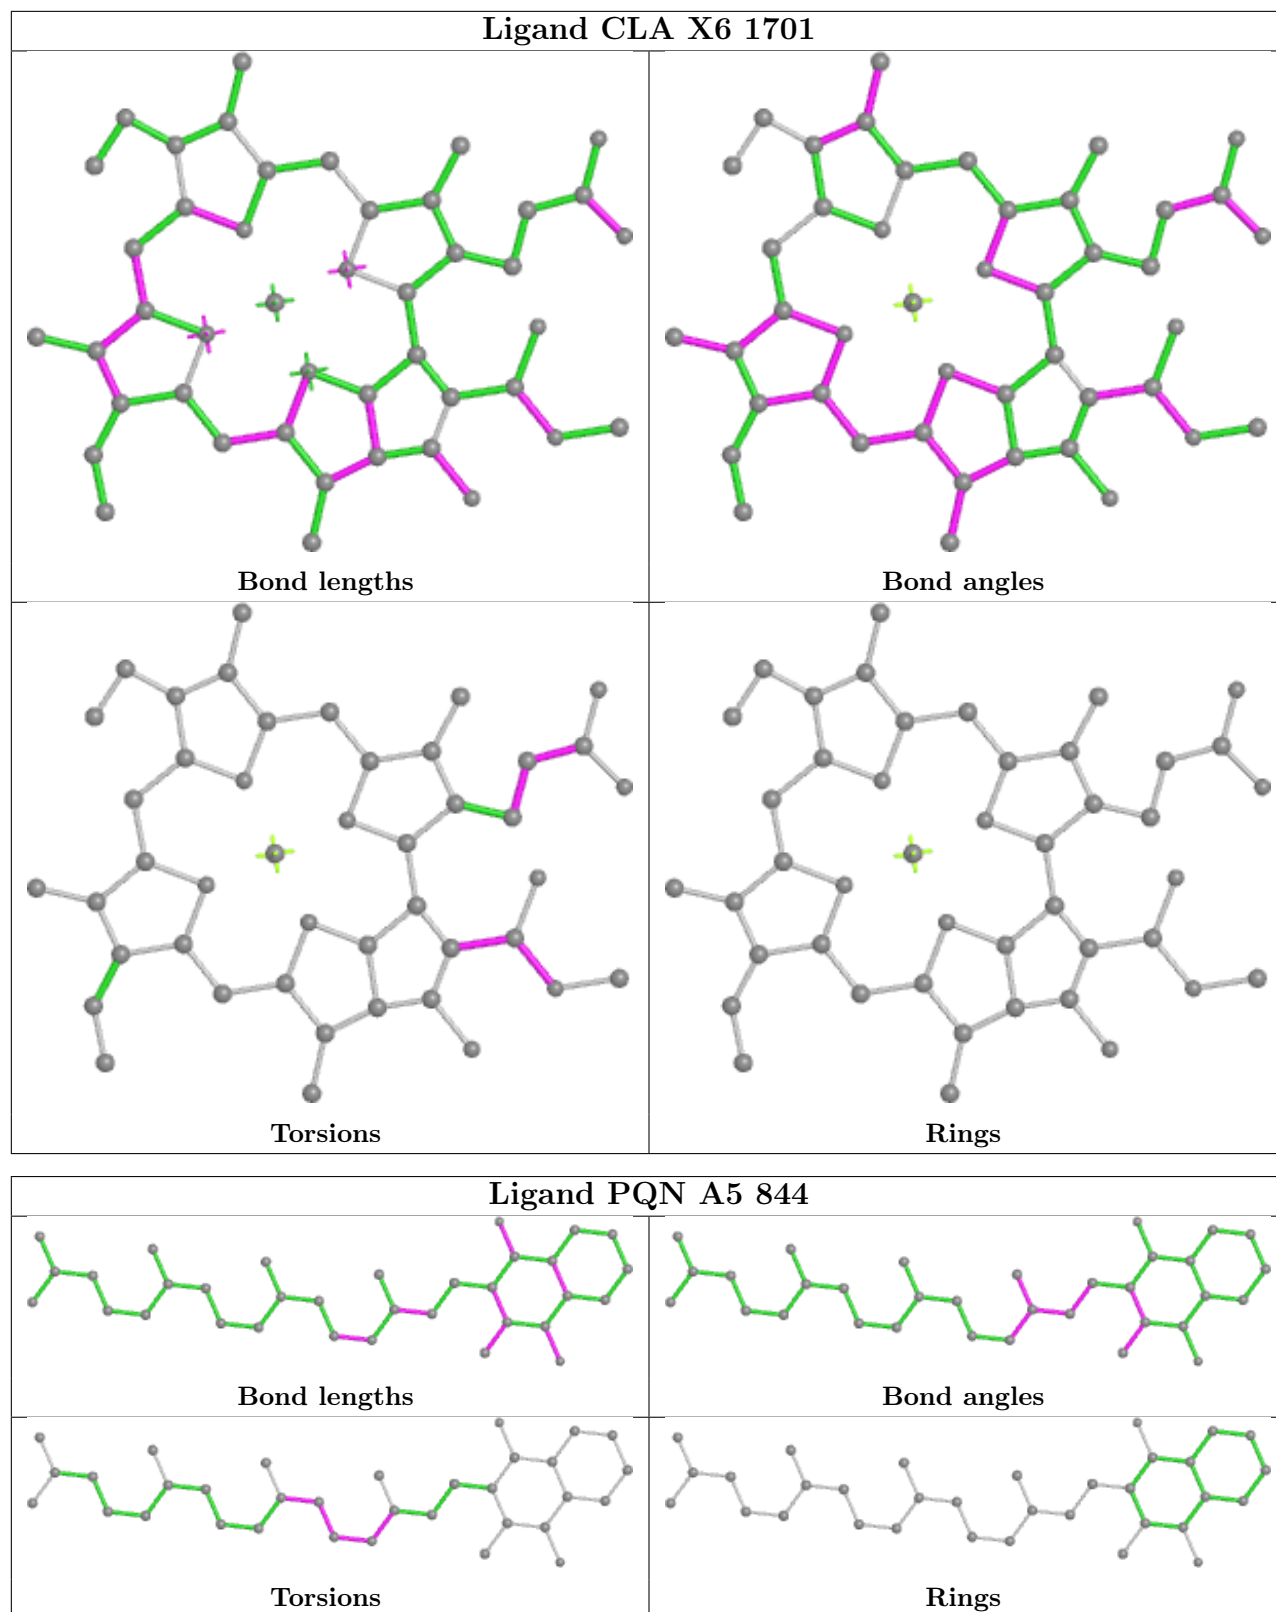 Ligand CLA X6 1701
Bond lengths
Bond angles
Torsions
Rings
Ligand PQN A5 844
Bond lengths
Bond angles
Torsions
Rings